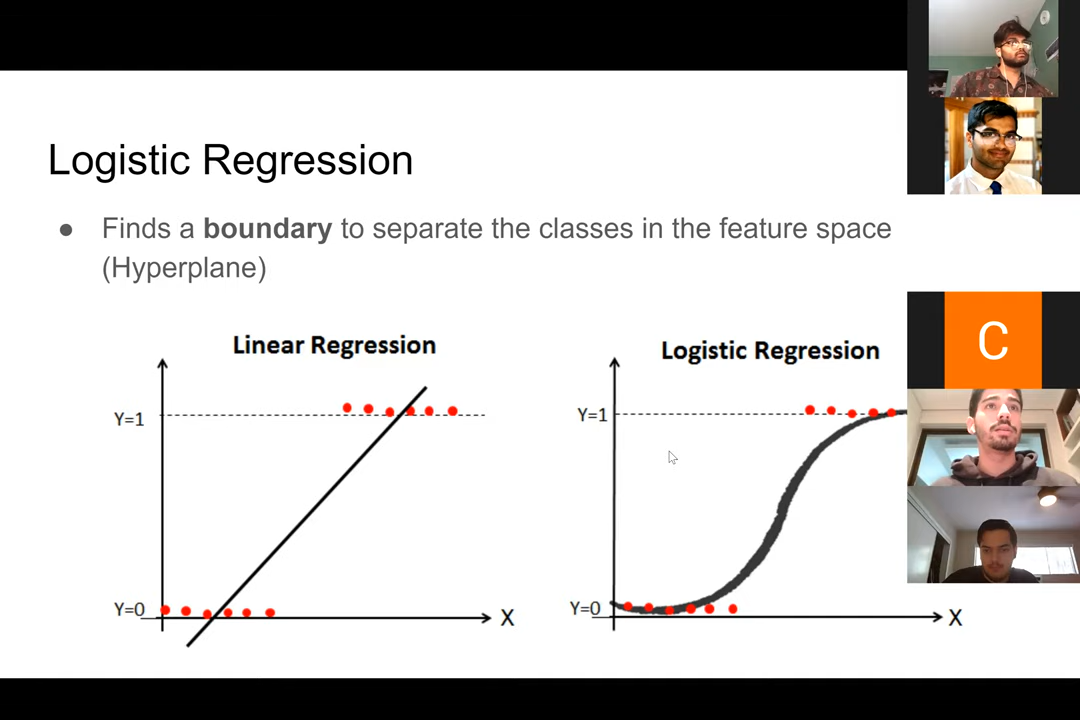 Logistic Regression
● Finds a boundary to separate the classes in the feature space
(Hyperplane)
Linear Regression
Y=1
Y=0
X
Logistic Regression
Y=1
Y=0
X
C